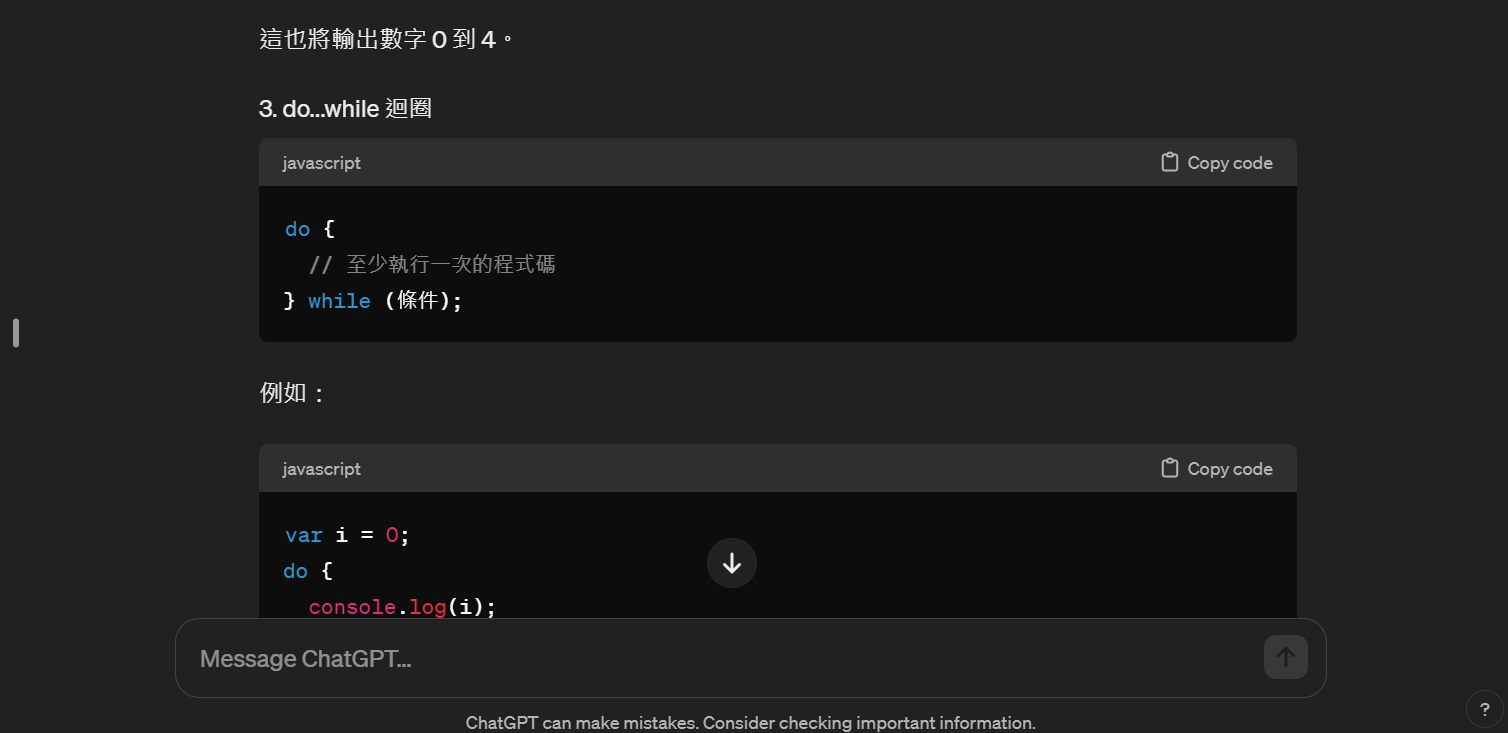 這也將輸出數字 0 到 4。
3. do...while 迴圈
javascript
Copy code
do {
// 至少執行一次的程式碼
} while (條件);
例如：
javascript
Copy code
var i = 0;
do {
console.log(i);
Message ChatGPT...
ChatGPT can make mistakes. Consider checking important information.
?